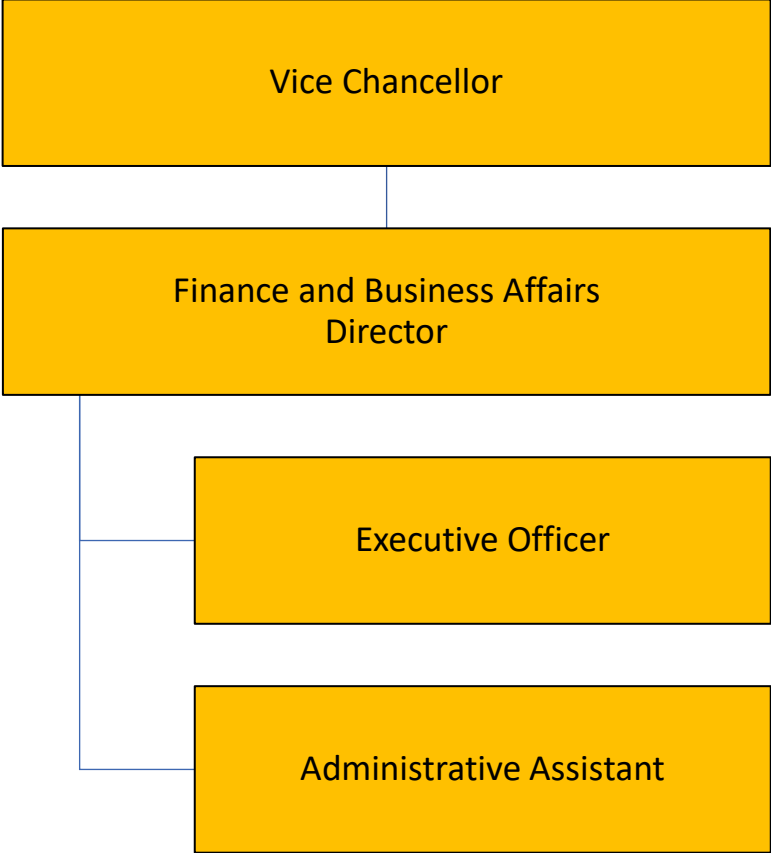 Vice Chancellor
Finance and Business Affairs
Director
Executive Officer
Administrative Assistant